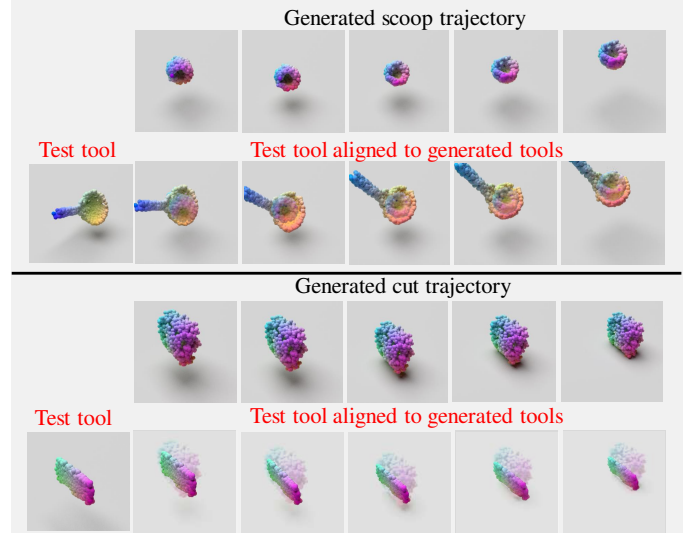 Generated scoop trajectory
Test tool
Test tool aligned to generated tools
Generated cut trajectory
Test tool
Test tool aligned to generated tools